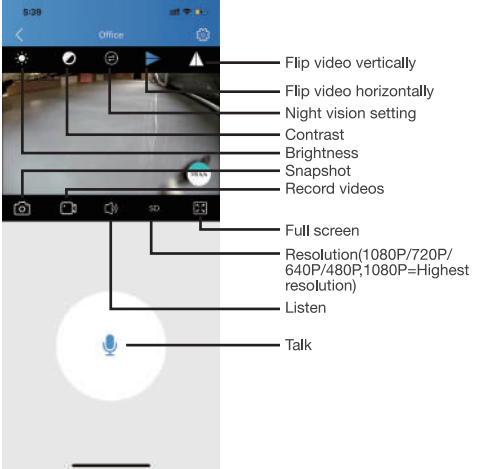 5:39
Office
Flip video vertically
Flip video horizontally
Night vision setting
Contrast
Brightness
Snapshot
Record videos
SD
Full screen
Resolution(1080P/720P/
640P/480P,1080P=Highest
resolution)
Listen
Talk